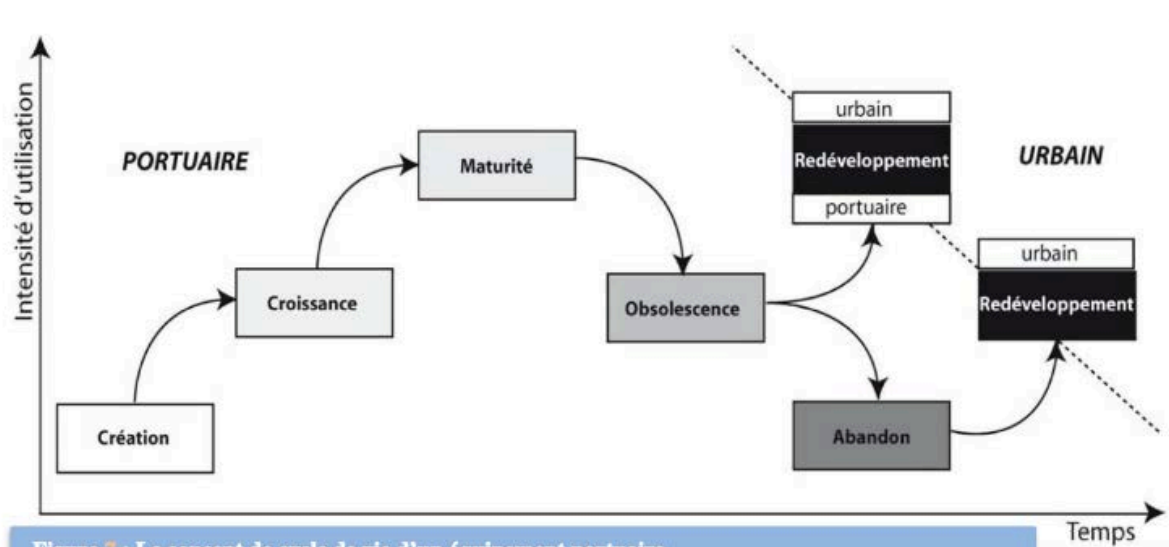 Intensité d'utilisation
PORTUAIRE
Création
Croissance
Maturité
Obsolescence
urbain
Redéveloppement
portuaire
URBAIN
urbain
Redéveloppement
Abandon
Temps